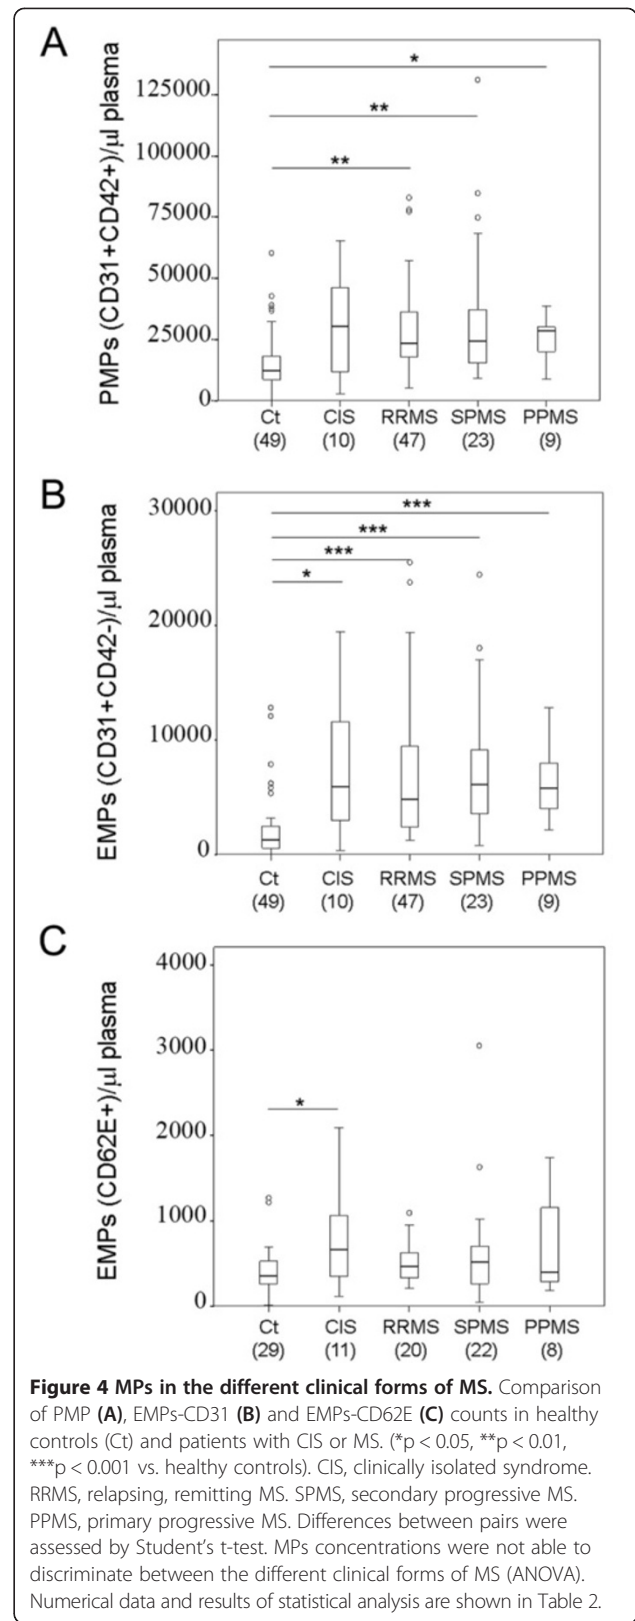 A
PMPs (CD31+CD42+)/µl plasma
125000
100000
75000
50000
25000
0
*
**
**
Ct CIS RRMS SPMS PPMS
(49) (10) (47) (23) (9)
B
EMPs (CD31+CD42-)/µl plasma
30000
20000
10000
0
***
***
***
*
Ct CIS RRMS SPMS PPMS
(49) (10) (47) (23) (9)
C
EMPs (CD62E+)/µl plasma
4000
3000
2000
1000
0
*
Ct CIS RRMS SPMS PPMS
(29) (11) (20) (22) (8)
Figure 4 MPs in the different clinical forms of MS. Comparison
of PMP (A), EMPs-CD31 (B) and EMPs-CD62E (C) counts in healthy
controls (Ct) and patients with CIS or MS. (*p < 0.05, **p < 0.01,
***p < 0.001 vs. healthy controls). CIS, clinically isolated syndrome.
RRMS, relapsing, remitting MS. SPMS, secondary progressive MS.
PPMS, primary progressive MS. Differences between pairs were
assessed by Student's t-test. MPs concentrations were not able to
discriminate between the different clinical forms of MS (ANOVA).
Numerical data and results of statistical analysis are shown in Table 2.